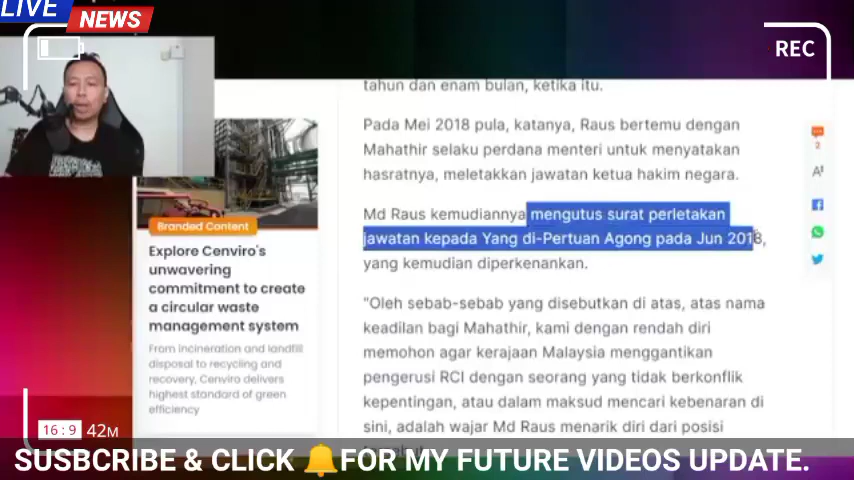 LIVE
NEWS
REC
tahun dan enam bulan, ketika itu.
Pada Mei 2018 pula, katanya, Raus bertemu dengan
Mahathir selaku perdana menteri untuk menyatakan
hasratnya, meletakkan jawatan ketua hakim negara.
Md Raus kemudiannya mengutus surat perletakan
jawatan kepada Yang di-Pertuan Agong pada Jun 2018,
yang kemudian diperkenankan.
"Oleh sebab-sebab yang disebutkan di atas, atas nama
keadilan bagi Mahathir, kami dengan rendah diri
memohon agar kerajaan Malaysia menggantikan
pengerusi RCI dengan seorang yang tidak berkonflik
kepentingan, atau dalam maksud mencari kebenaran di
sini, adalah wajar Md Raus menarik diri dari posisi
Branded Content
Explore Cenviro's
unwavering
commitment to create
a circular waste
management system
From incineration and landfill
disposal to recycling and
recovery, Cenviro delivers
highest standard of green
efficiency
2
A
16:9 42M
SUSBCRIBE & CLICK 🔔FOR MY FUTURE VIDEOS UPDATE.